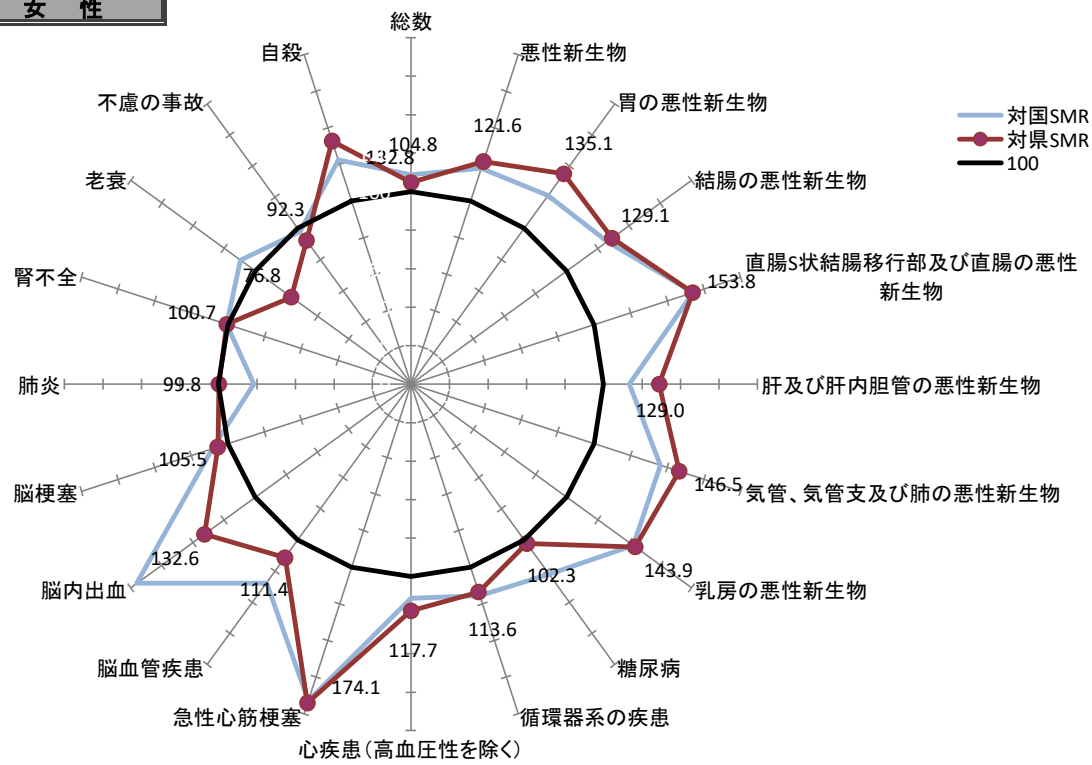 女 性
総数
自殺
悪性新生物
不慮の事故
胃の悪性新生物
対国SMR
対県SMR
100
104.8
121.6
132.8
135.1
老衰
結腸の悪性新生物
92.3
129.1
腎不全
76.8
直腸S状結腸移行部及び直腸の悪性
新生物
153.8
100.7
肺炎
99.8
肝及び肝内胆管の悪性新生物
129.0
105.5
脳梗塞
146.5
気管、気管支及び肺の悪性新生物
132.6
脳内出血
143.9
乳房の悪性新生物
111.4
102.3
脳血管疾患
113.6
糖尿病
117.7
174.1
急性心筋梗塞
循環器系の疾患
心疾患(高血圧性を除く)